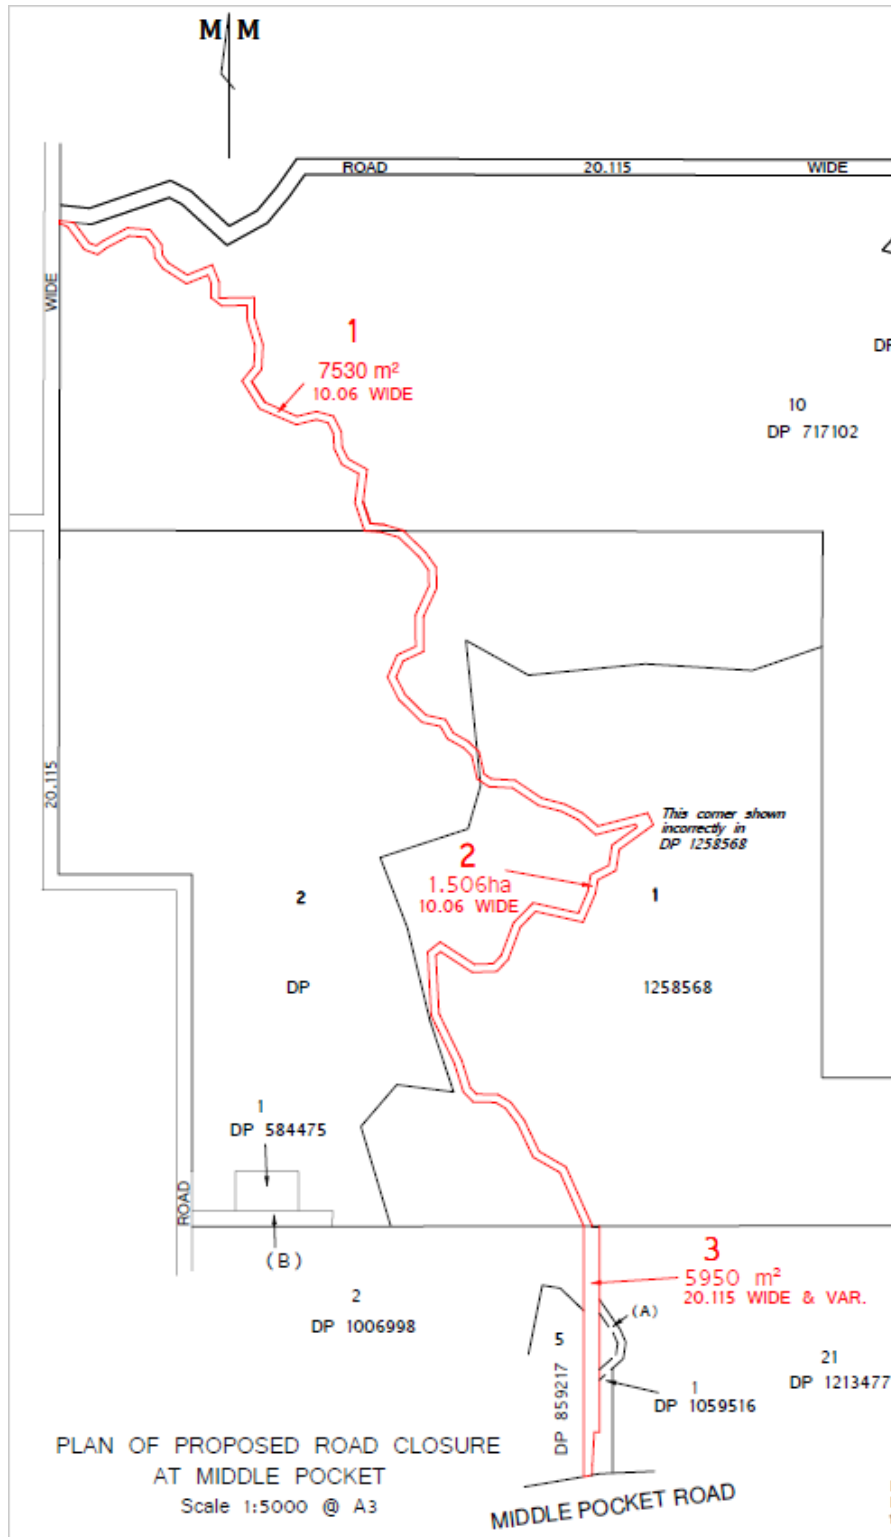 M M
ROAD 20.115 WIDE
WIDE
1
7530 m²
10.06 WIDE
DP
10
DP 717102
20.115
This corner shown
incorrectly in
DP 1258568
2
1.506ha
10.06 WIDE
2
1
DP
1258568
1
DP 584475
ROAD
(B)
3
5950 m²
20.115 WIDE & VAR.
2
DP 1006998
(A)
5
DP 859217
21
DP 1213477
1
DP 1059516
PLAN OF PROPOSED ROAD CLOSURE
AT MIDDLE POCKET
Scale 1:5000 @ A3
MIDDLE POCKET ROAD